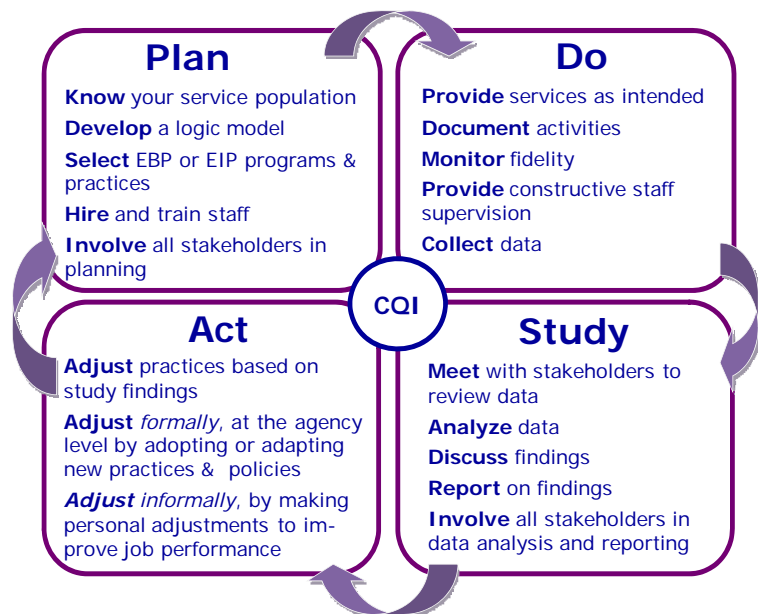 Plan
Know your service population
Develop a logic model
Select EBP or EIP programs &
practices
Hire and train staff
Involve all stakeholders in
planning
Do
Provide services as intended
Document activities
Monitor fidelity
Provide constructive staff
supervision
Collect data
CQI
Act
Adjust practices based on
study findings
Adjust formally, at the agency
level by adopting or adapting
new practices & policies
Adjust informally, by making
personal adjustments to im-
prove job performance
Study
Meet with stakeholders to
review data
Analyze data
Discuss findings
Report on findings
Involve all stakeholders in
data analysis and reporting